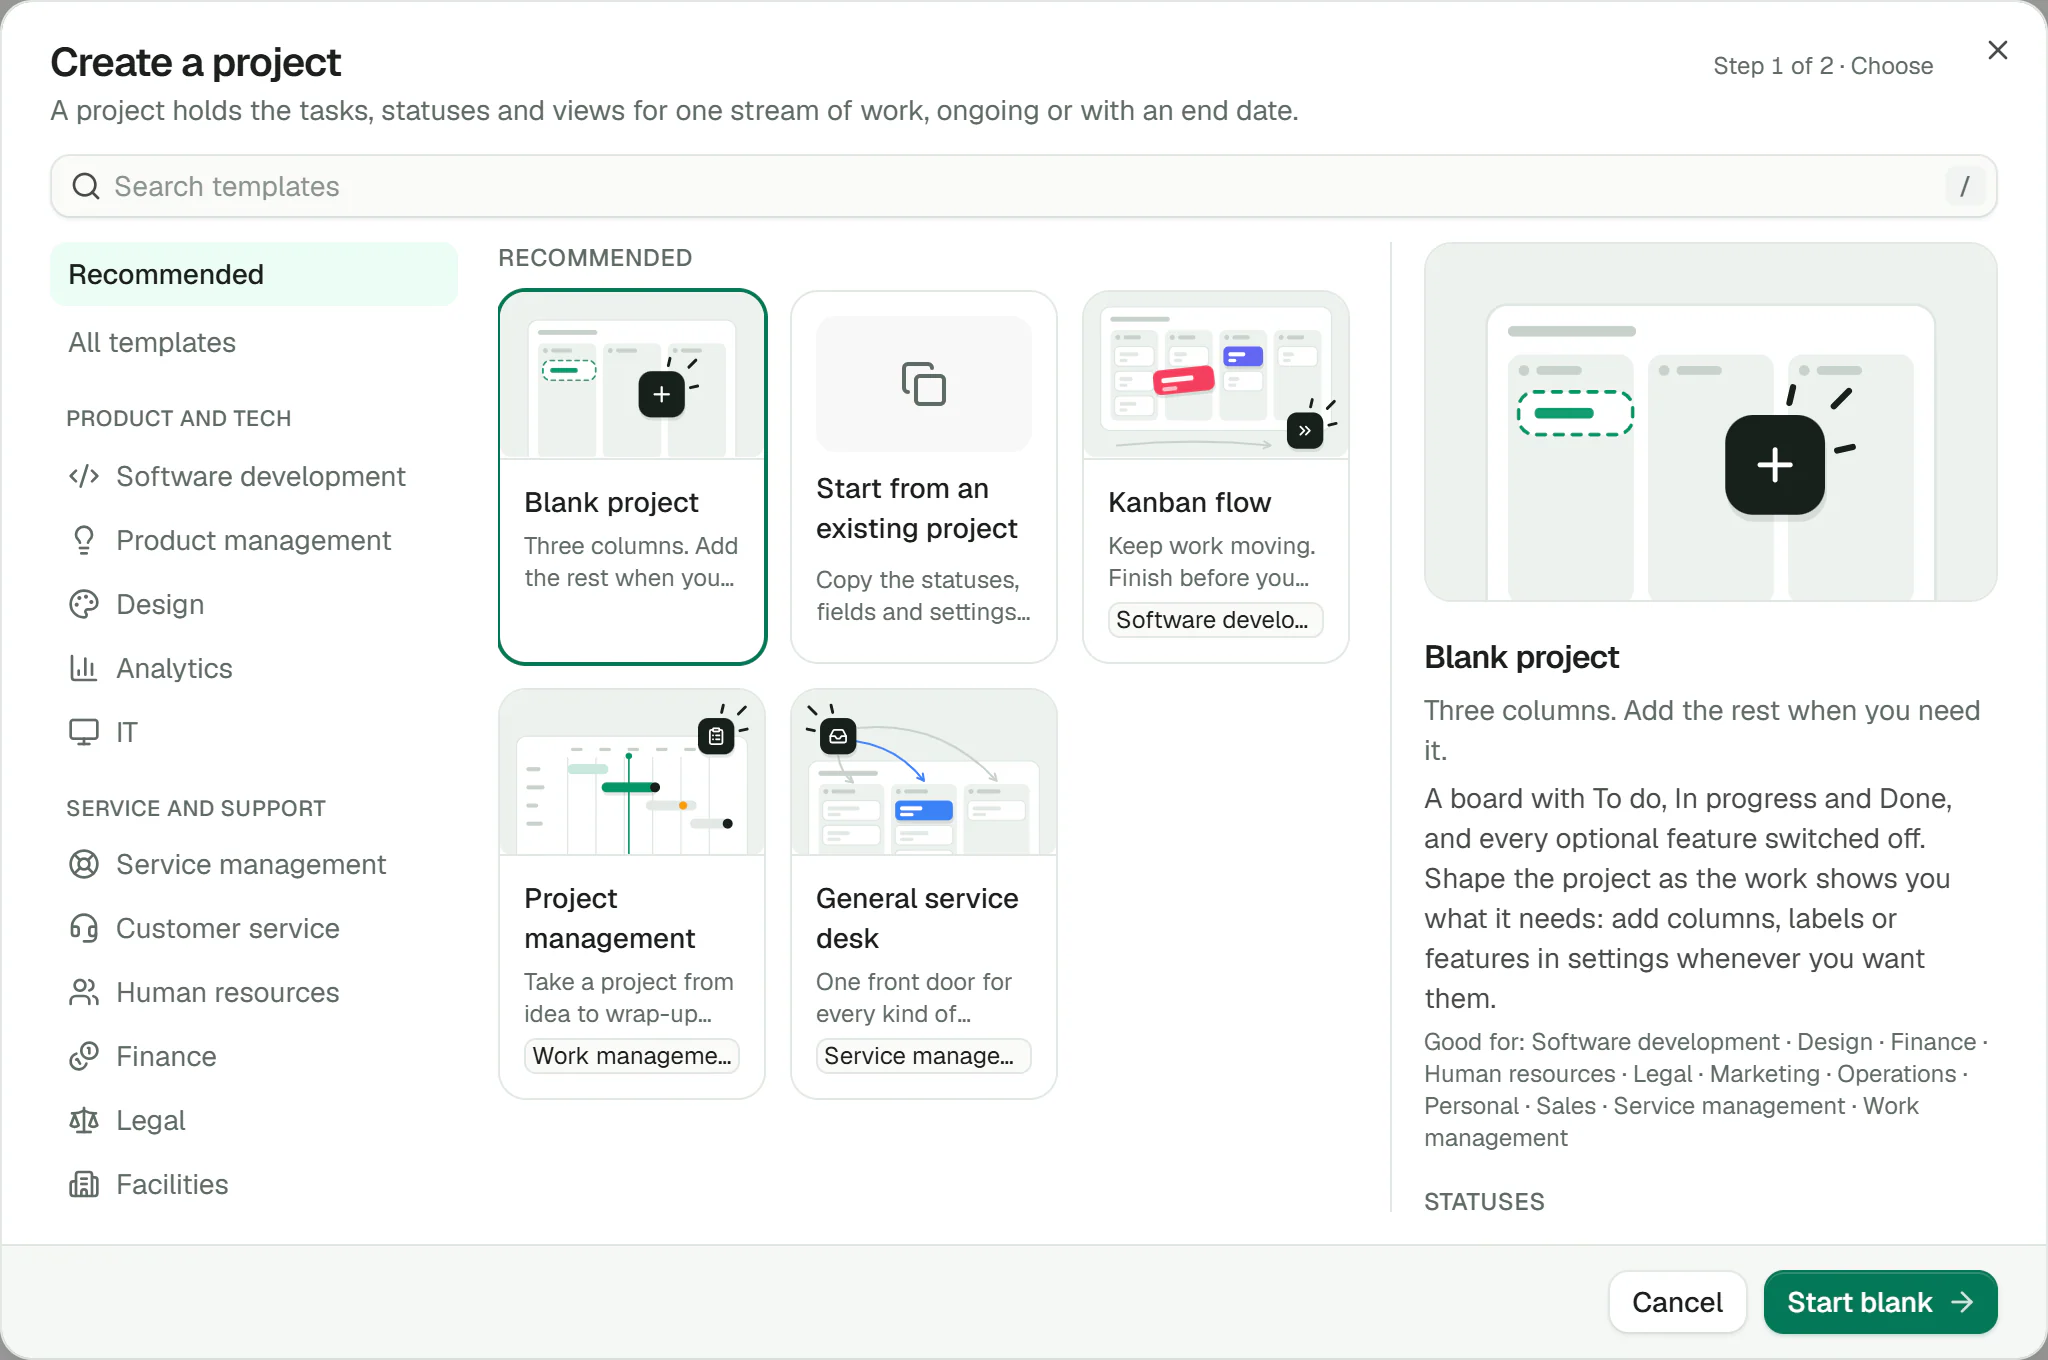 Create a project
Step 1 of 2 · Choose
A project holds the tasks, statuses and views for one stream of work, ongoing or with an end date.
Search templates
/
Recommended
All templates
PRODUCT AND TECH
Software development
Product management
Design
Analytics
IT
SERVICE AND SUPPORT
Service management
Customer service
Human resources
Finance
Legal
Facilities
RECOMMENDED
Blank project
Three columns. Add
the rest when you…
Start from an
existing project
Copy the statuses,
fields and settings…
Kanban flow
Keep work moving.
Finish before you…
Software develo…
Project
management
Take a project from
idea to wrap-up…
Work manageme…
General service
desk
One front door for
every kind of…
Service manage…
Blank project
Three columns. Add the rest when you need
it.
A board with To do, In progress and Done,
and every optional feature switched off.
Shape the project as the work shows you
what it needs: add columns, labels or
features in settings whenever you want
them.
Good for: Software development · Design · Finance ·
Human resources · Legal · Marketing · Operations ·
Personal · Sales · Service management · Work
management
STATUSES
Cancel
Start blank